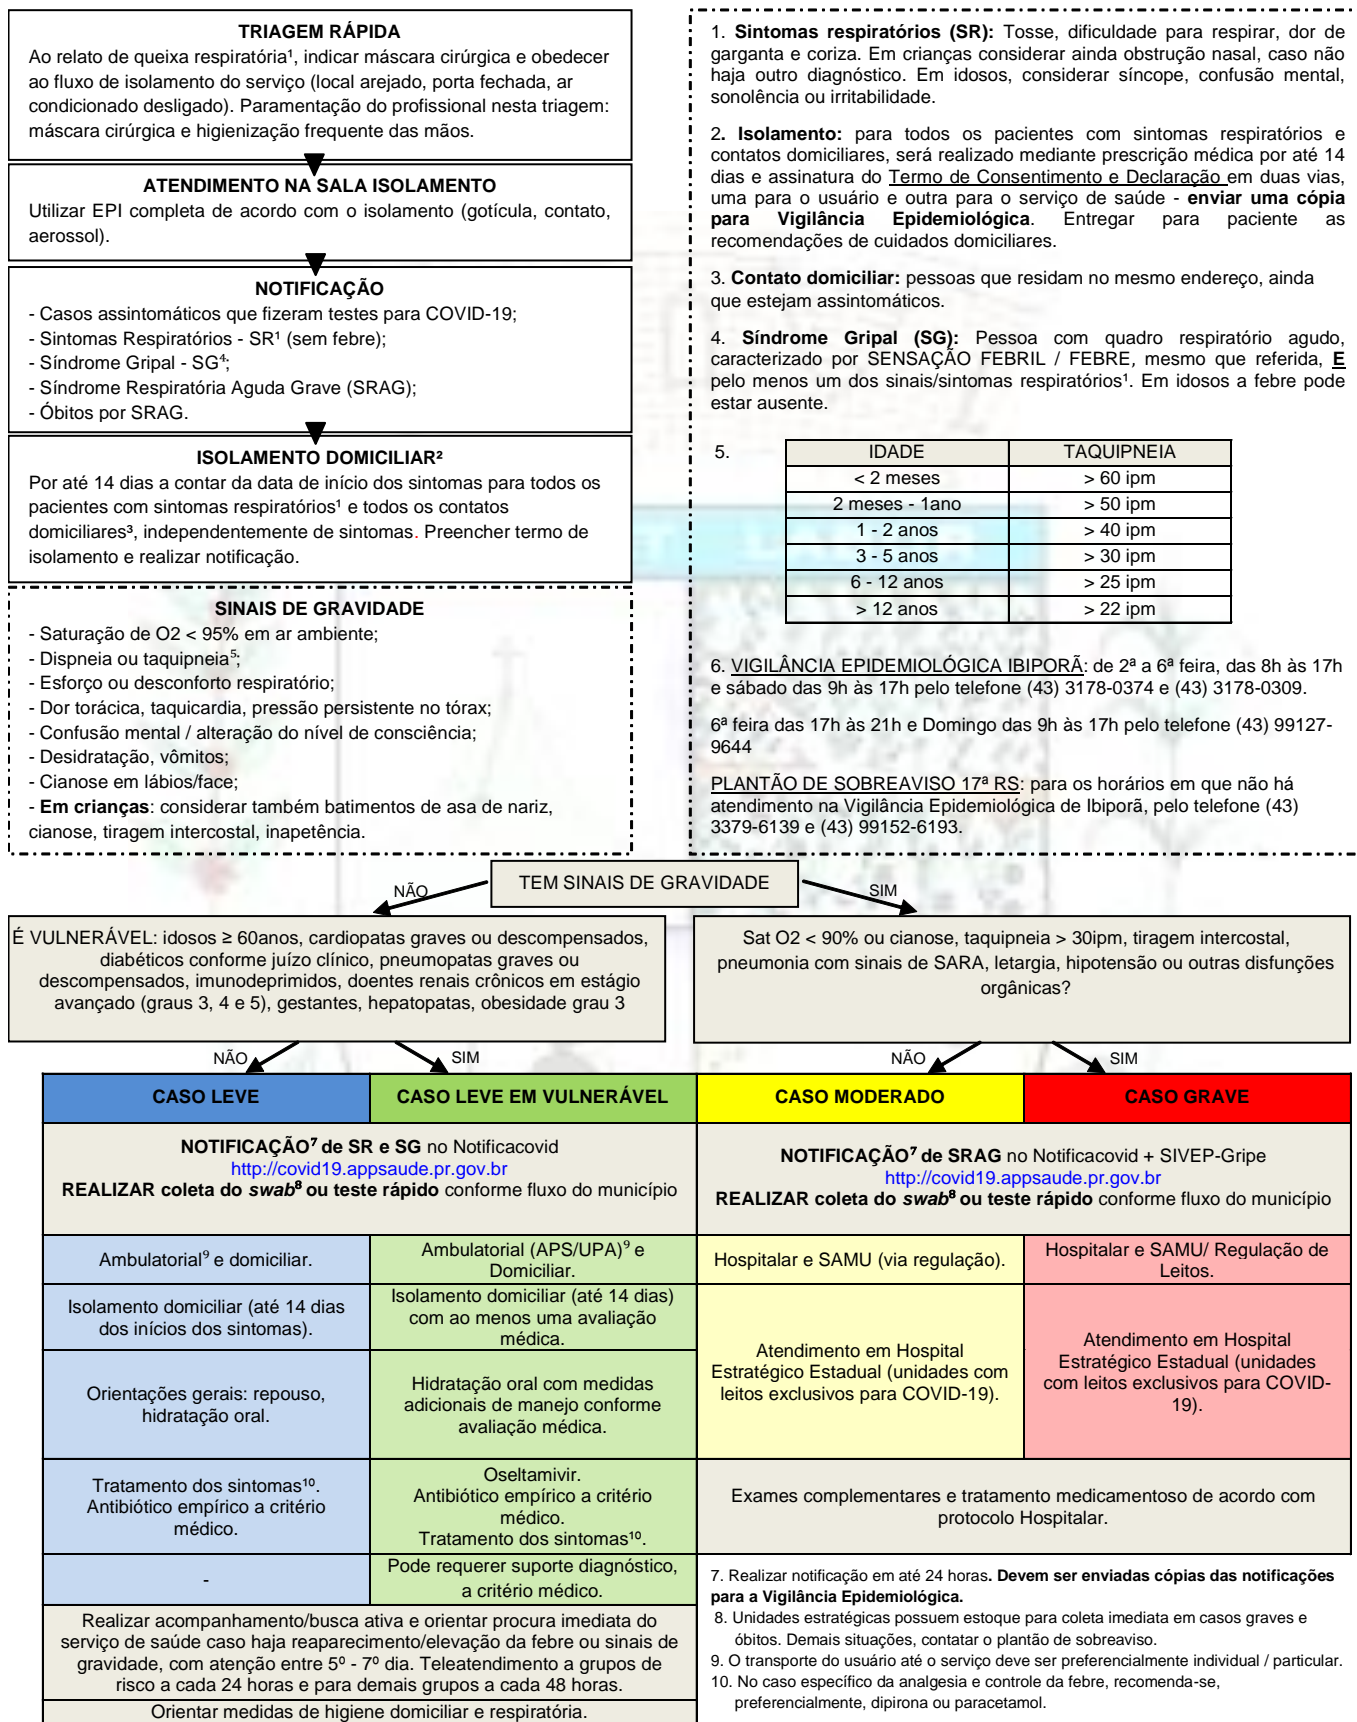 TRIAGEM RÁPIDA
Ao relato de queixa respiratória¹, indicar máscara cirúrgica e obedecer
ao fluxo de isolamento do serviço (local arejado, porta fechada, ar
condicionado desligado). Paramentação do profissional nesta triagem:
máscara cirúrgica e higienização frequente das mãos.
ATENDIMENTO NA SALA ISOLAMENTO
Utilizar EPI completa de acordo com o isolamento (gotícula, contato,
aerossol).
NOTIFICAÇÃO
- Casos assintomáticos que fizeram testes para COVID-19;
- Sintomas Respiratórios - SR¹ (sem febre);
- Síndrome Gripal - SG⁴;
- Síndrome Respiratória Aguda Grave (SRAG);
- Óbitos por SRAG.
ISOLAMENTO DOMICILIAR²
Por até 14 dias a contar da data de início dos sintomas para todos os
pacientes com sintomas respiratórios¹ e todos os contatos
domiciliares³, independentemente de sintomas. Preencher termo de
isolamento e realizar notificação.
SINAIS DE GRAVIDADE
- Saturação de O2 < 95% em ar ambiente;
- Dispneia ou taquipneia⁵;
- Esforço ou desconforto respiratório;
- Dor torácica, taquicardia, pressão persistente no tórax;
- Confusão mental / alteração do nível de consciência;
- Desidratação, vômitos;
- Cianose em lábios/face;
- Em crianças: considerar também batimentos de asa de nariz,
cianose, tiragem intercostal, inapetência.
1. Sintomas respiratórios (SR): Tosse, dificuldade para respirar, dor de
garganta e coriza. Em crianças considerar ainda obstrução nasal, caso não
haja outro diagnóstico. Em idosos, considerar síncope, confusão mental,
sonolência ou irritabilidade.
2. Isolamento: para todos os pacientes com sintomas respiratórios e
contatos domiciliares, será realizado mediante prescrição médica por até 14
dias e assinatura do Termo de Consentimento e Declaração em duas vias,
uma para o usuário e outra para o serviço de saúde - enviar uma cópia
para Vigilância Epidemiológica. Entregar para paciente as
recomendações de cuidados domiciliares.
3. Contato domiciliar: pessoas que residam no mesmo endereço, ainda
que estejam assintomáticos.
4. Síndrome Gripal (SG): Pessoa com quadro respiratório agudo,
caracterizado por SENSAÇÃO FEBRIL / FEBRE, mesmo que referida, E
pelo menos um dos sinais/sintomas respiratórios¹. Em idosos a febre pode
estar ausente.
5.
IDADE TAQUIPNEIA
< 2 meses > 60 ipm
2 meses - 1ano > 50 ipm
1 - 2 anos > 40 ipm
3 - 5 anos > 30 ipm
6 - 12 anos > 25 ipm
> 12 anos > 22 ipm
6. VIGILÂNCIA EPIDEMIOLÓGICA IBIPORÃ: de 2ª a 6ª feira, das 8h às 17h
e sábado das 9h às 17h pelo telefone (43) 3178-0374 e (43) 3178-0309.
6ª feira das 17h às 21h e Domingo das 9h às 17h pelo telefone (43) 99127-
9644
PLANTÃO DE SOBREAVISO 17ª RS: para os horários em que não há
atendimento na Vigilância Epidemiológica de Ibiporã, pelo telefone (43)
3379-6139 e (43) 99152-6193.
TEM SINAIS DE GRAVIDADE
NÃO SIM
É VULNERÁVEL: idosos ≥ 60anos, cardiopatas graves ou descompensados,
diabéticos conforme juízo clínico, pneumopatas graves ou
descompensados, imunodeprimidos, doentes renais crônicos em estágio
avançado (graus 3, 4 e 5), gestantes, hepatopatas, obesidade grau 3
Sat O2 < 90% ou cianose, taquipneia > 30ipm, tiragem intercostal,
pneumonia com sinais de SARA, letargia, hipotensão ou outras disfunções
orgânicas?
NÃO SIM NÃO SIM
CASO LEVE CASO LEVE EM VULNERÁVEL CASO MODERADO CASO GRAVE
NOTIFICAÇÃO⁷ de SR e SG no Notificacovid
http://covid19.appsaude.pr.gov.br
REALIZAR coleta do swab⁸ ou teste rápido conforme fluxo do município
NOTIFICAÇÃO⁷ de SRAG no Notificacovid + SIVEP-Gripe
http://covid19.appsaude.pr.gov.br
REALIZAR coleta do swab⁸ ou teste rápido conforme fluxo do município
Ambulatorial⁹ e domiciliar.
Ambulatorial (APS/UPA)⁹ e
Domiciliar.
Hospitalar e SAMU (via regulação).
Hospitalar e SAMU/ Regulação de
Leitos.
Isolamento domiciliar (até 14 dias
dos inícios dos sintomas).
Isolamento domiciliar (até 14 dias)
com ao menos uma avaliação
médica.
Atendimento em Hospital
Estratégico Estadual (unidades com
leitos exclusivos para COVID-19).
Atendimento em Hospital
Estratégico Estadual (unidades
com leitos exclusivos para COVID-
19).
Orientações gerais: repouso,
hidratação oral.
Hidratação oral com medidas
adicionais de manejo conforme
avaliação médica.
Tratamento dos sintomas¹⁰.
Antibiótico empírico a critério
médico.
Oseltamivir.
Antibiótico empírico a critério
médico.
Tratamento dos sintomas¹⁰.
Exames complementares e tratamento medicamentoso de acordo com
protocolo Hospitalar.
-
Pode requerer suporte diagnóstico,
a critério médico.
Realizar acompanhamento/busca ativa e orientar procura imediata do
serviço de saúde caso haja reaparecimento/elevação da febre ou sinais de
gravidade, com atenção entre 5º - 7º dia. Teleatendimento a grupos de
risco a cada 24 horas e para demais grupos a cada 48 horas.
Orientar medidas de higiene domiciliar e respiratória.
7. Realizar notificação em até 24 horas. Devem ser enviadas cópias das notificações
para a Vigilância Epidemiológica.
8. Unidades estratégicas possuem estoque para coleta imediata em casos graves e
óbitos. Demais situações, contatar o plantão de sobreaviso.
9. O transporte do usuário até o serviço deve ser preferencialmente individual / particular.
10. No caso específico da analgesia e controle da febre, recomenda-se,
preferencialmente, dipirona ou paracetamol.